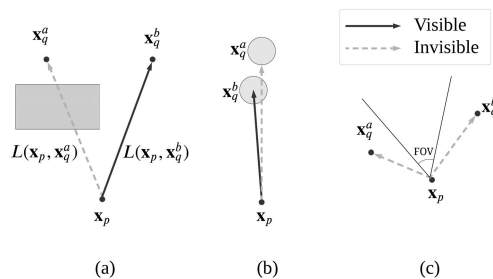 x_q^a
x_q^b
L(x_p, x_q^a)
L(x_p, x_q^b)
x_p
(a)
x_q^a
x_q^b
x_p
(b)
Visible
Invisible
x_q^a
FOV
x_p
(c)